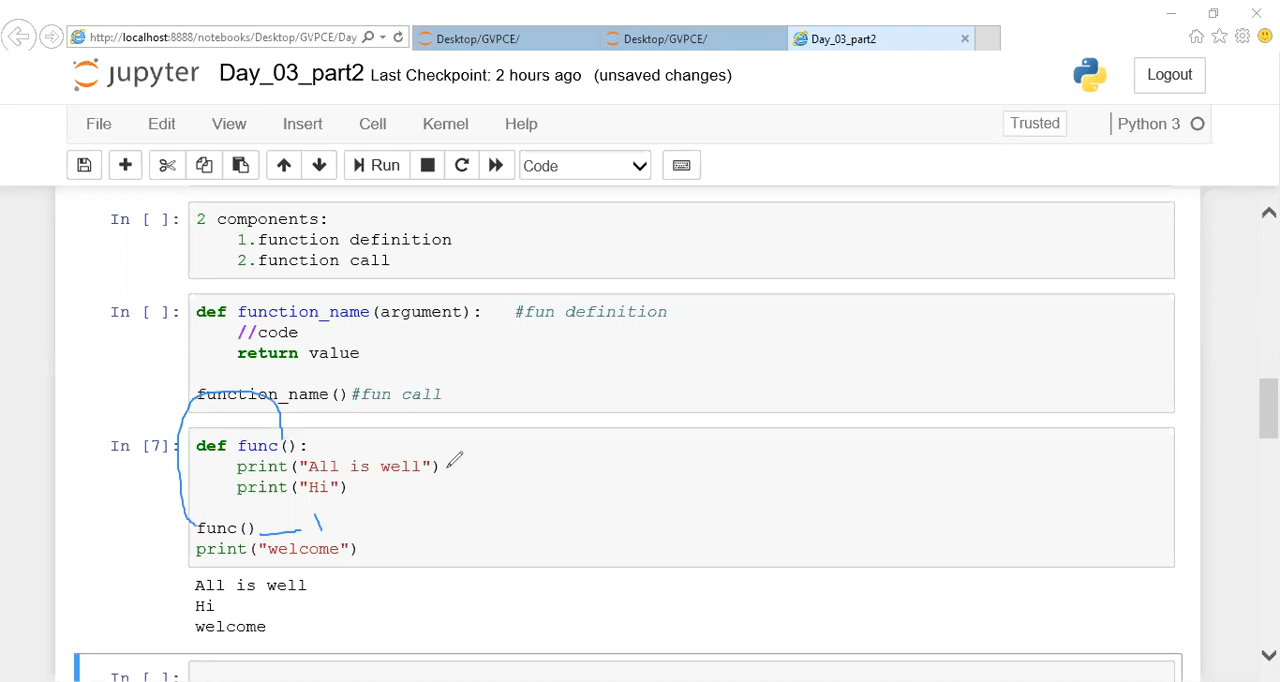 http://localhost:8888/notebooks/Desktop/GVPCE/Day
Desktop/GVPCE/
Desktop/GVPCE/
Day_03_part2
jupyter Day_03_part2 Last Checkpoint: 2 hours ago (unsaved changes)
Logout
File Edit View Insert Cell Kernel Help
Trusted
Python 3
Run
Code
In [ ]: 2 components:
1.function definition
2.function call
In [ ]: def function_name(argument): #fun definition
//code
return value
function_name()#fun call
In [7]: def func():
print("All is well")
print("Hi")
func()
print("welcome")
All is well
Hi
welcome
In [ ]: